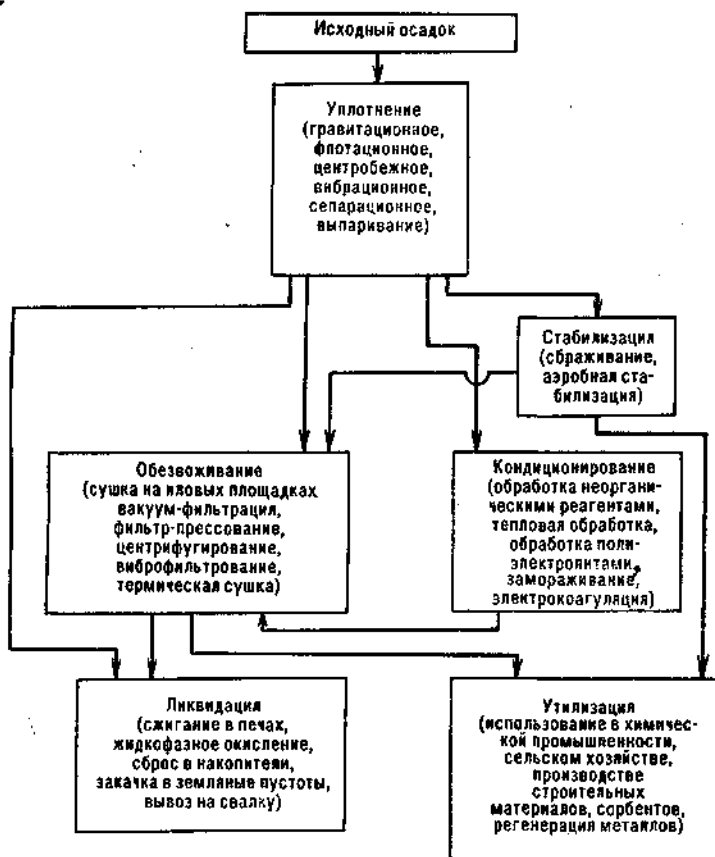 Исходный осадок
Уплотнение
(гравитационное,
флотационное,
центробежное,
вибрационное,
сепарационное,
выпаривание)
Стабилизация
(сбраживание,
аэробная ста-
билизация)
Обезвоживание
(сушка на иловых площадках
вакуум-фильтрация,
фильтр-прессование,
центрифугирование,
виброфильтрование,
термическая сушка)
Кондиционирование
(обработка неоргани-
ческими реагентами,
тепловая обработка,
обработка поли-
электролитами,
замораживание,
электрокоагуляция)
Ликвидация
(сжигание в печах,
жидкофазное окисление,
сброс в накопители,
закачка в земляные пустоты,
вывоз на свалку)
Утилизация
(использование в химичес-
кой промышленности,
сельском хозяйстве,
производстве
строительных
материалов, сорбентов,
регенерация металлов)